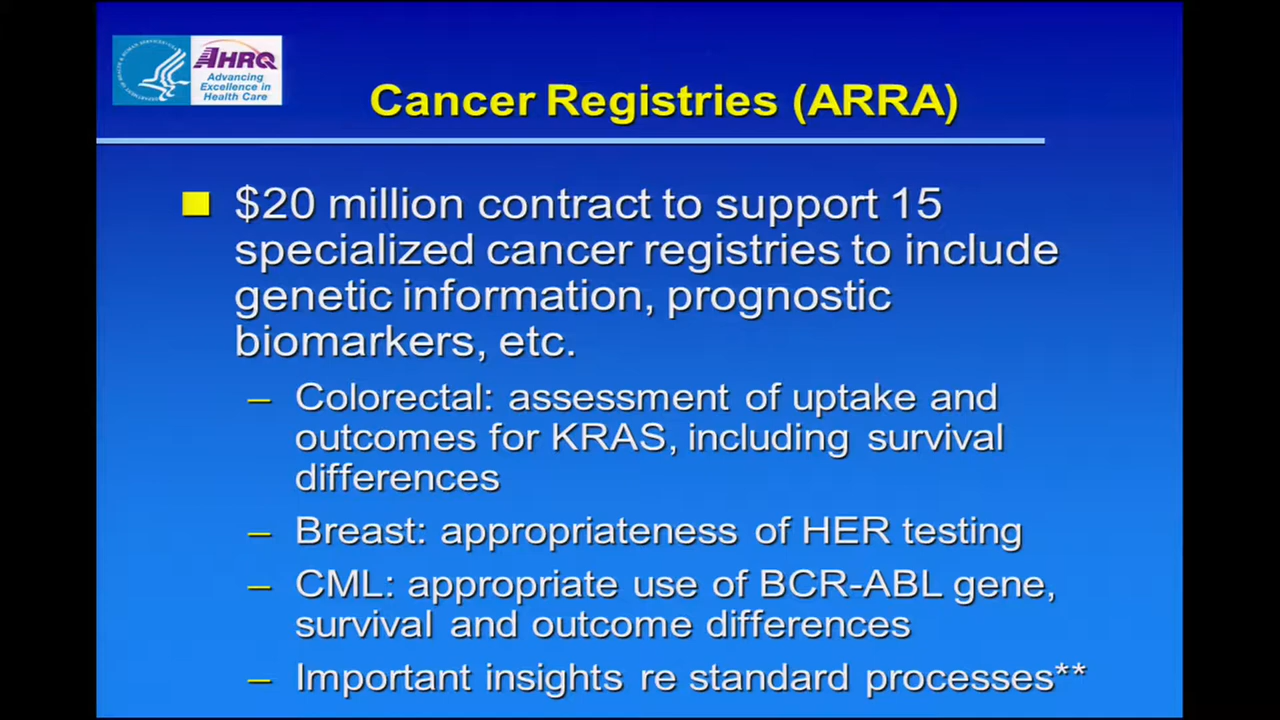 AHRQ
Advancing
Excellence in
Health Care
Cancer Registries (ARRA)
$20 million contract to support 15
specialized cancer registries to include
genetic information, prognostic
biomarkers, etc.
– Colorectal: assessment of uptake and
outcomes for KRAS, including survival
differences
– Breast: appropriateness of HER testing
– CML: appropriate use of BCR-ABL gene,
survival and outcome differences
– Important insights re standard processes**